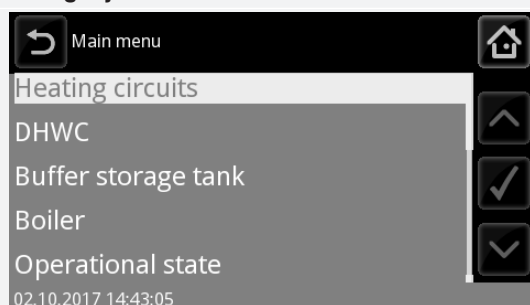 Main menu
Heating circuits
DHWC
Buffer storage tank
Boiler
Operational state
02.10.2017 14:43:05